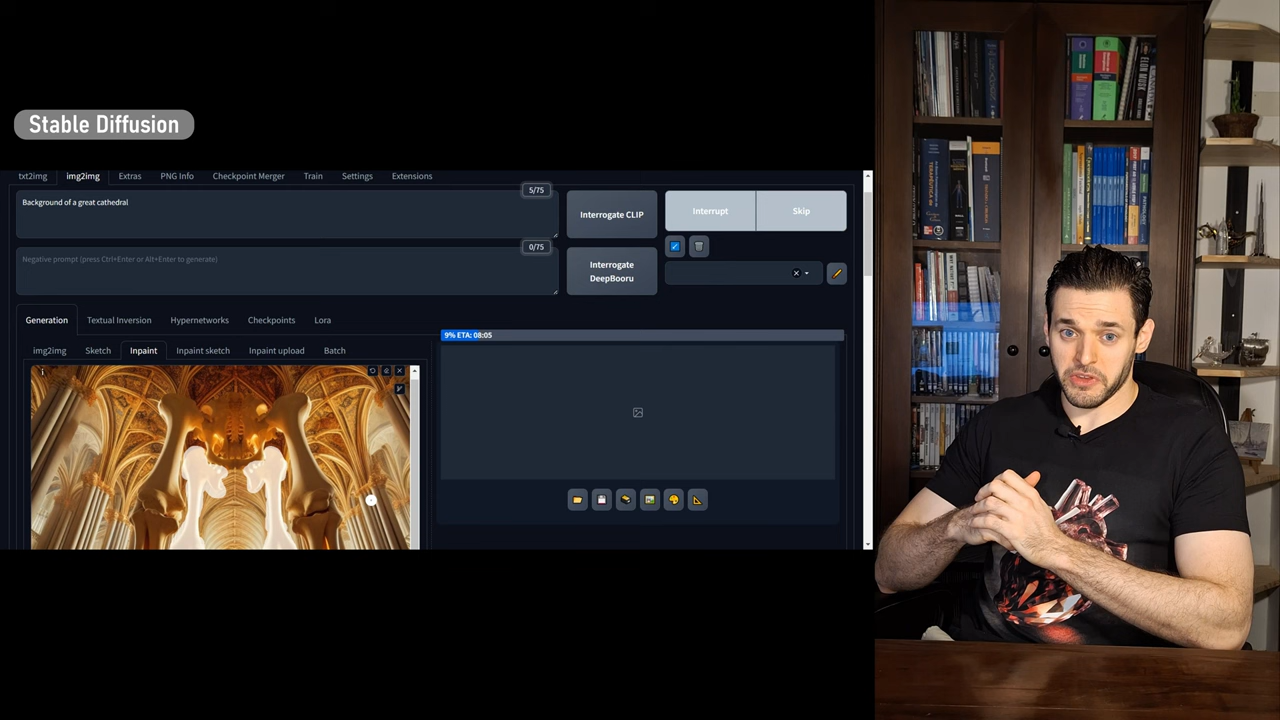 Stable Diffusion
txt2img img2img Extras PNG Info Checkpoint Merger Train Settings Extensions
5/75
Background of a great cathedral
Interrogate CLIP
Interrupt Skip
0/75
Negative prompt (press Ctrl+Enter or Alt+Enter to generate)
Interrogate
DeepBooru
Generation Textual Inversion Hypernetworks Checkpoints Lora
9% ETA: 08:05
img2img Sketch Inpaint Inpaint sketch Inpaint upload Batch
ELON MUSK